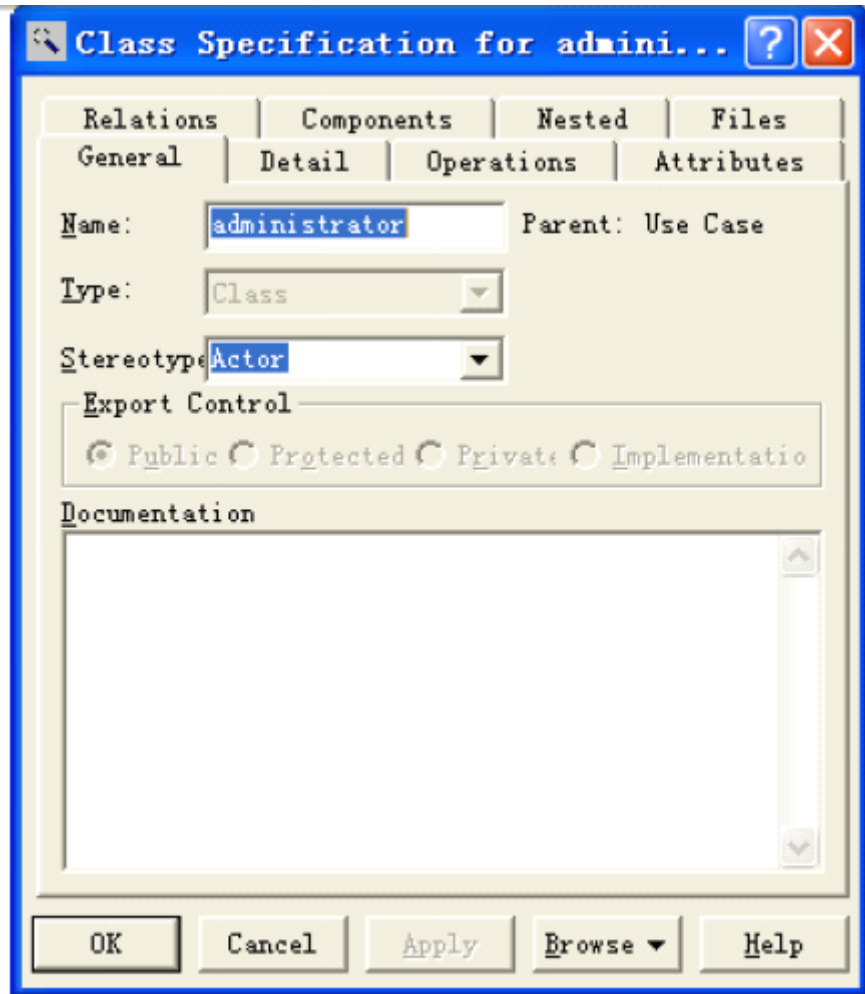 Class Specification for admini...
Relations Components Nested Files
General Detail Operations Attributes
Name: administrator Parent: Use Case
Type: Class
Stereotype Actor
Export Control
Public Protected Private Implementatio
Documentation
OK Cancel Apply Browse Help